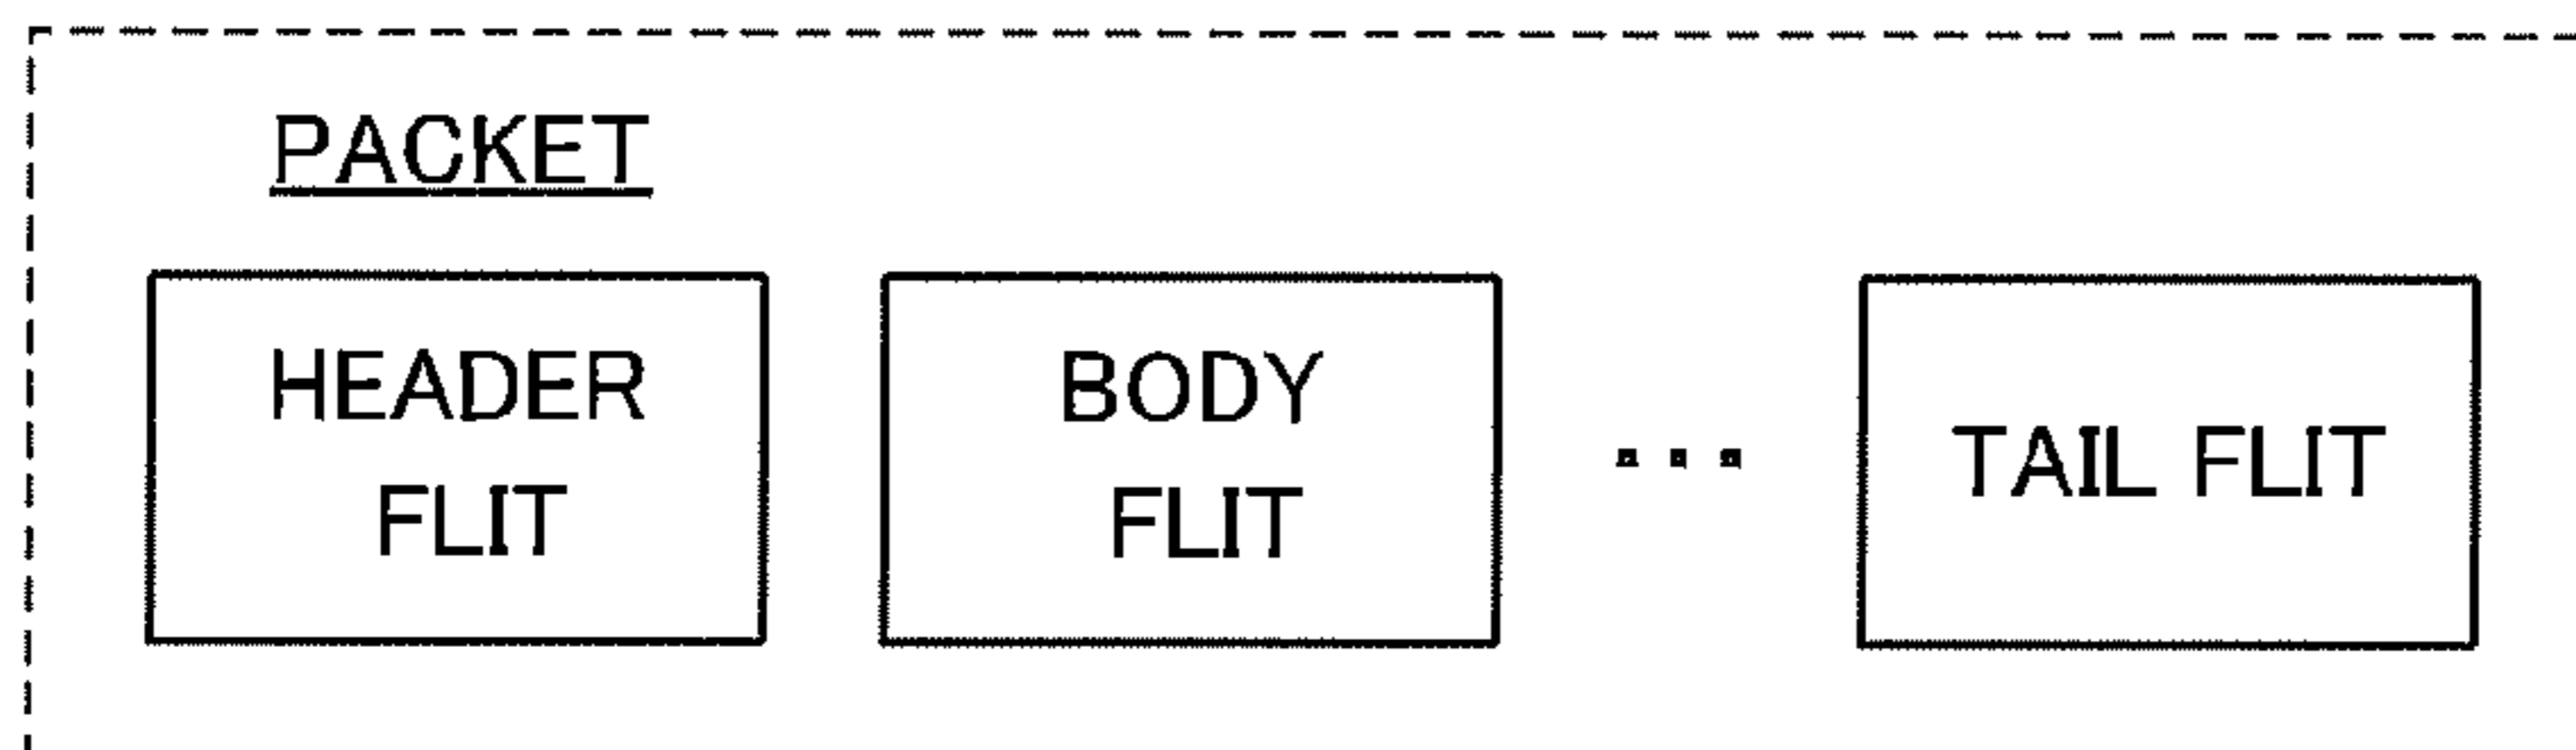 PACKET
HEADER
FLIT
BODY
FLIT
...
TAIL FLIT